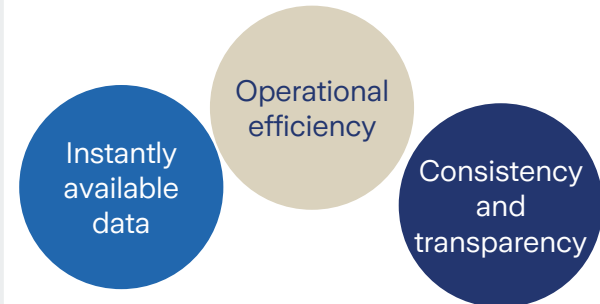 Instantly
available
data
Operational
efficiency
Consistency
and
transparency